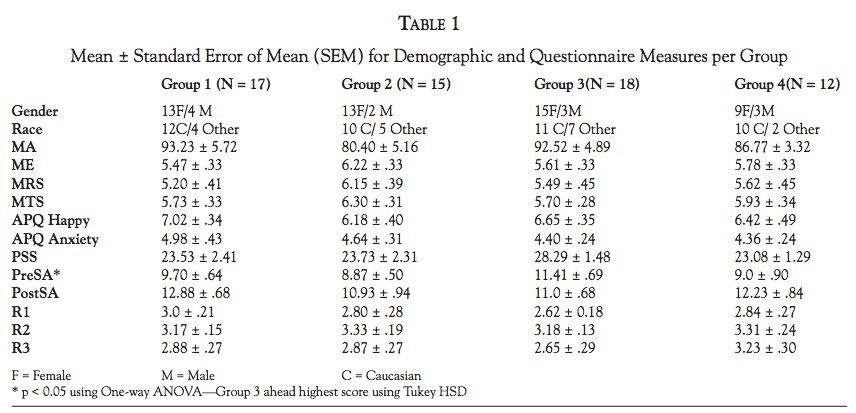 TABLE 1
Mean ± Standard Error of Mean (SEM) for Demographic and Questionnaire Measures per Group
Group 1 (N = 17) Group 2 (N = 15) Group 3(N = 18) Group 4(N = 12)
Gender 13F/4 M 13F/2 M 15F/3M 9F/3M
Race 12C/4 Other 10 C/ 5 Other 11 C/7 Other 10 C/ 2 Other
MA 93.23 ± 5.72 80.40 ± 5.16 92.52 ± 4.89 86.77 ± 3.32
ME 5.47 ± .33 6.22 ± .33 5.61 ± .33 5.78 ± .33
MRS 5.20 ± .41 6.15 ± .39 5.49 ± .45 5.62 ± .45
MTS 5.73 ± .33 6.30 ± .31 5.70 ± .28 5.93 ± .34
APQ Happy 7.02 ± .34 6.18 ± .40 6.65 ± .35 6.42 ± .49
APQ Anxiety 4.98 ± .43 4.64 ± .31 4.40 ± .24 4.36 ± .24
PSS 23.53 ± 2.41 23.73 ± 2.31 28.29 ± 1.48 23.08 ± 1.29
PreSA* 9.70 ± .64 8.87 ± .50 11.41 ± .69 9.0 ± .90
PostSA 12.88 ± .68 10.93 ± .94 11.0 ± .68 12.23 ± .84
R1 3.0 ± .21 2.80 ± .28 2.62 ± 0.18 2.84 ± .27
R2 3.17 ± .15 3.33 ± .19 3.18 ± .13 3.31 ± .24
R3 2.88 ± .27 2.87 ± .27 2.65 ± .29 3.23 ± .30
F = Female M = Male C = Caucasian
* p < 0.05 using One-way ANOVA—Group 3 ahead highest score using Tukey HSD